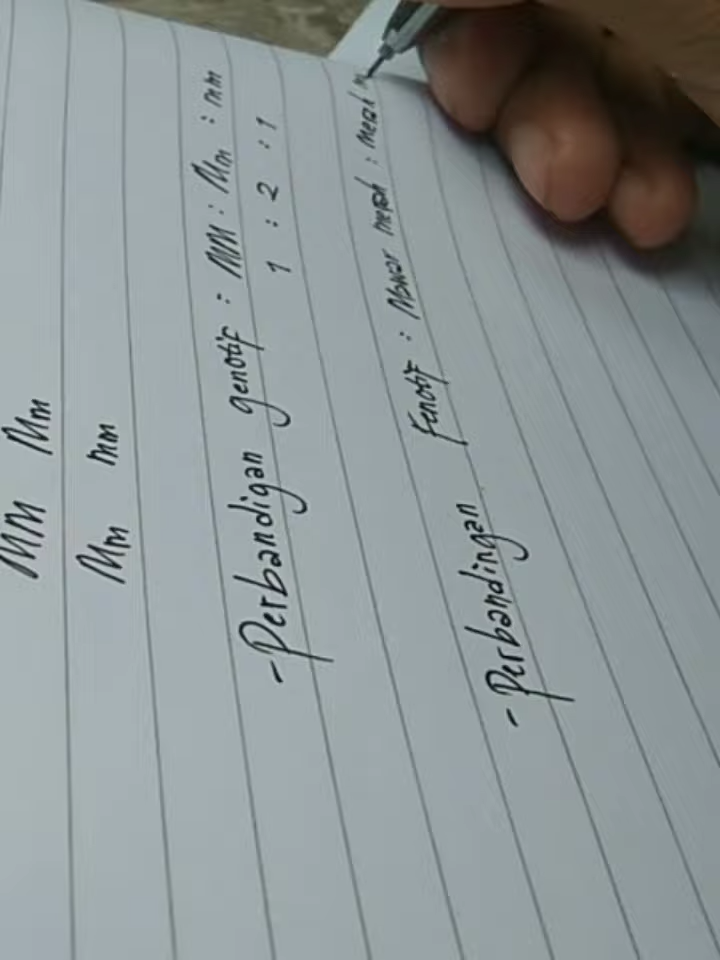 MM Mm
Mm mm
- Perbandigan genotif : MM : Mm : mm
1 : 2 : 1
- Perbandingan Fenotif : Mawar merah : merah m